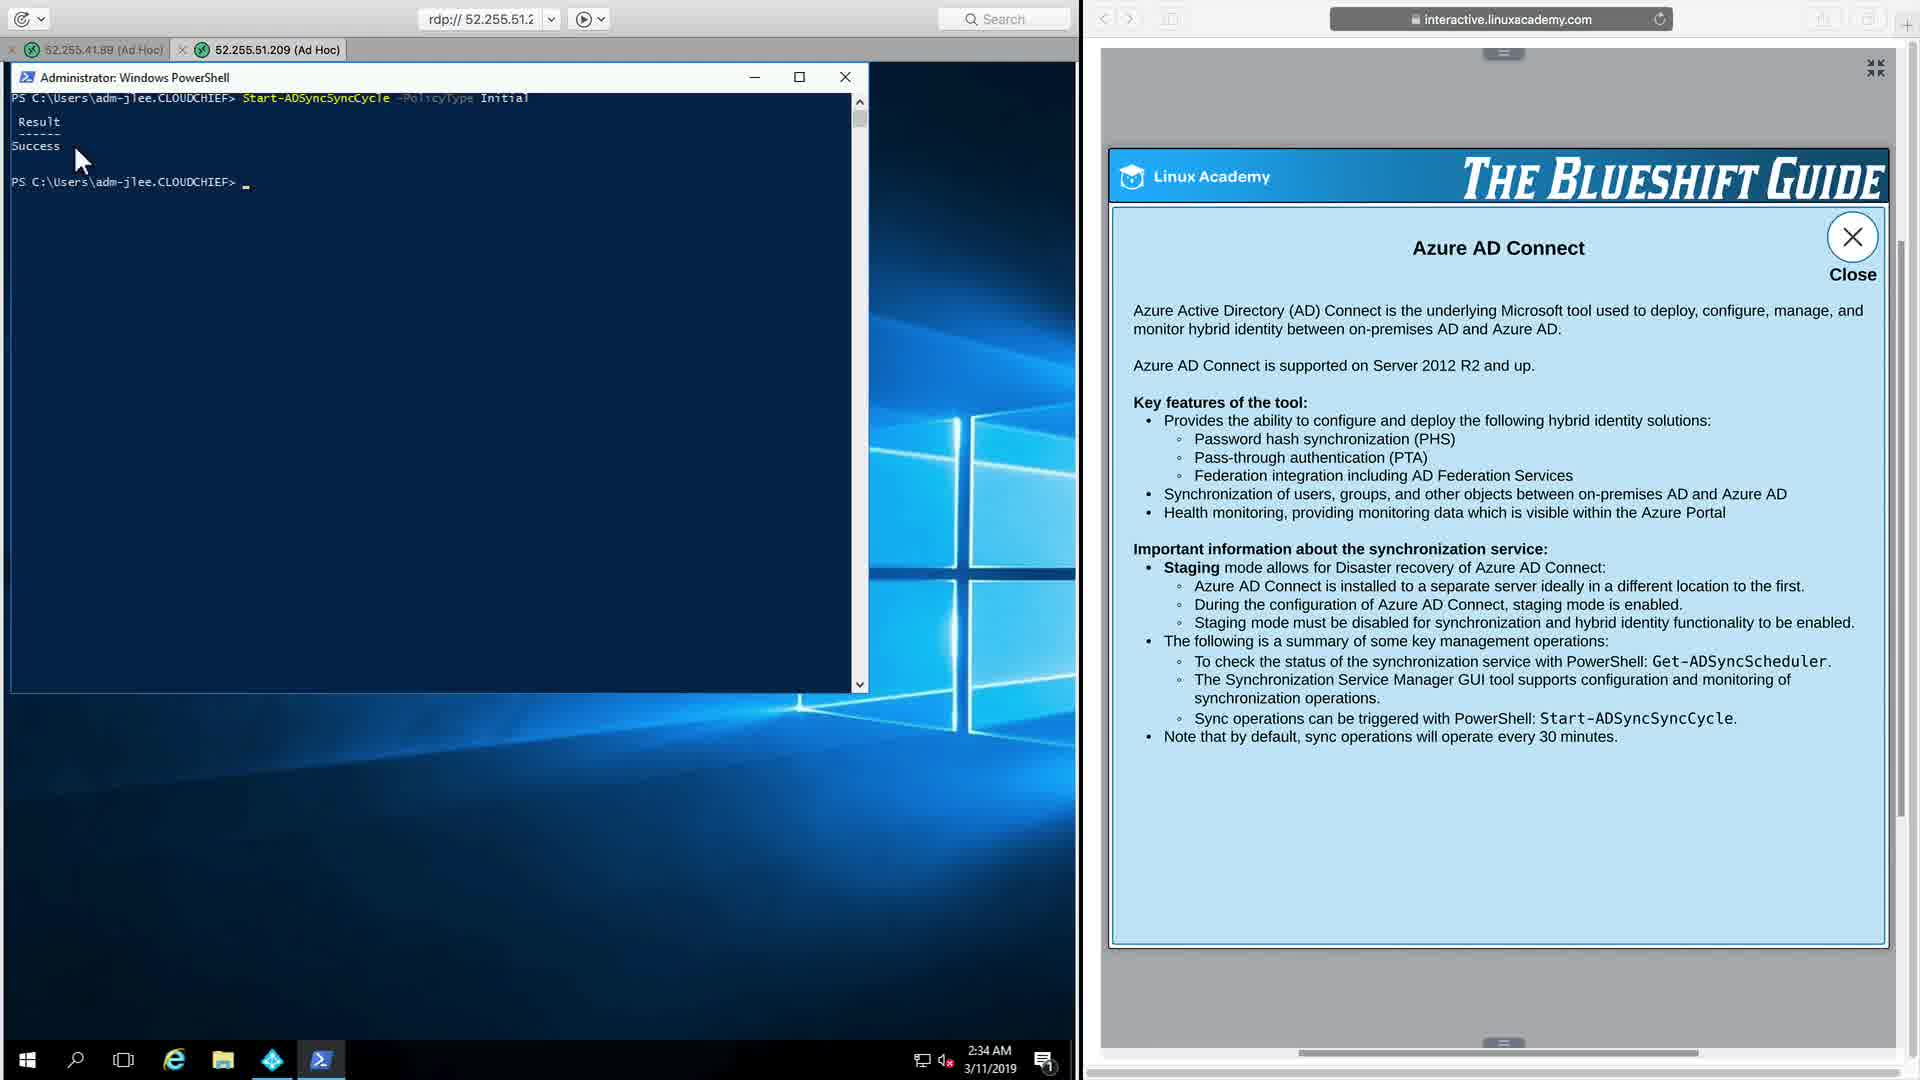 rdp:// 52.255.51.2
Search
52.255.41.89 (Ad Hoc)
52.255.51.209 (Ad Hoc)
Administrator: Windows PowerShell
PS C:\Users\adm-jlee.CLOUDCHIEF> Start-ADSyncSyncCycle -PolicyType Initial
Result
------
Success
PS C:\Users\adm-jlee.CLOUDCHIEF> _
2:34 AM
3/11/2019
1
interactive.linuxacademy.com
Linux Academy
THE BLUESHIFT GUIDE
Azure AD Connect
Close
Azure Active Directory (AD) Connect is the underlying Microsoft tool used to deploy, configure, manage, and
monitor hybrid identity between on-premises AD and Azure AD.
Azure AD Connect is supported on Server 2012 R2 and up.
Key features of the tool:
• Provides the ability to configure and deploy the following hybrid identity solutions:
◦ Password hash synchronization (PHS)
◦ Pass-through authentication (PTA)
◦ Federation integration including AD Federation Services
• Synchronization of users, groups, and other objects between on-premises AD and Azure AD
• Health monitoring, providing monitoring data which is visible within the Azure Portal
Important information about the synchronization service:
• Staging mode allows for Disaster recovery of Azure AD Connect:
◦ Azure AD Connect is installed to a separate server ideally in a different location to the first.
◦ During the configuration of Azure AD Connect, staging mode is enabled.
◦ Staging mode must be disabled for synchronization and hybrid identity functionality to be enabled.
• The following is a summary of some key management operations:
◦ To check the status of the synchronization service with PowerShell: Get-ADSyncScheduler.
◦ The Synchronization Service Manager GUI tool supports configuration and monitoring of
synchronization operations.
◦ Sync operations can be triggered with PowerShell: Start-ADSyncSyncCycle.
• Note that by default, sync operations will operate every 30 minutes.